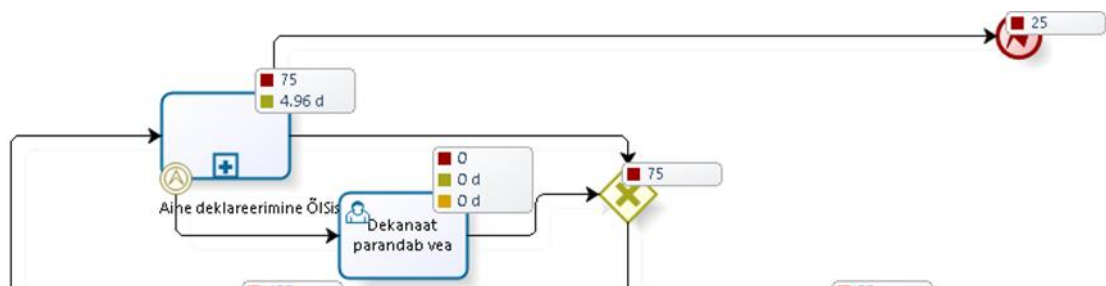 25
75
4.96 d
0
0 d
0 d
75
Aine deklareerimine ÕISis
Dekanaat
parandab vea